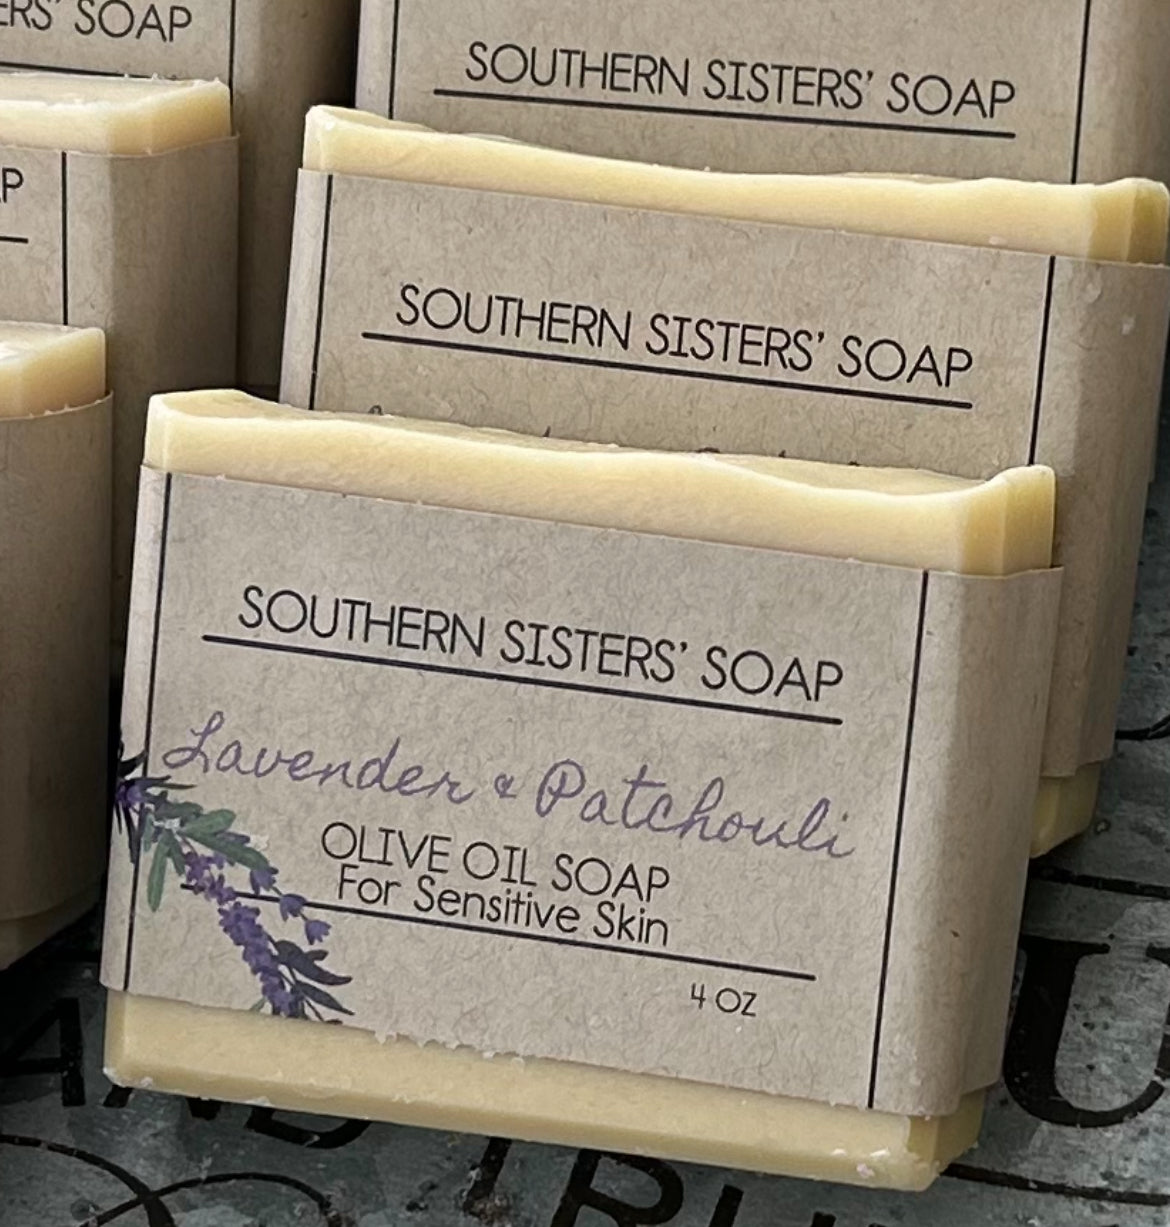 SOAP
SOUTHERN SISTERS' SOAP
SOUTHERN SISTERS' SOAP
SOUTHERN SISTERS' SOAP
Lavender & Patchouli
OLIVE OIL SOAP
For Sensitive Skin
4 OZ